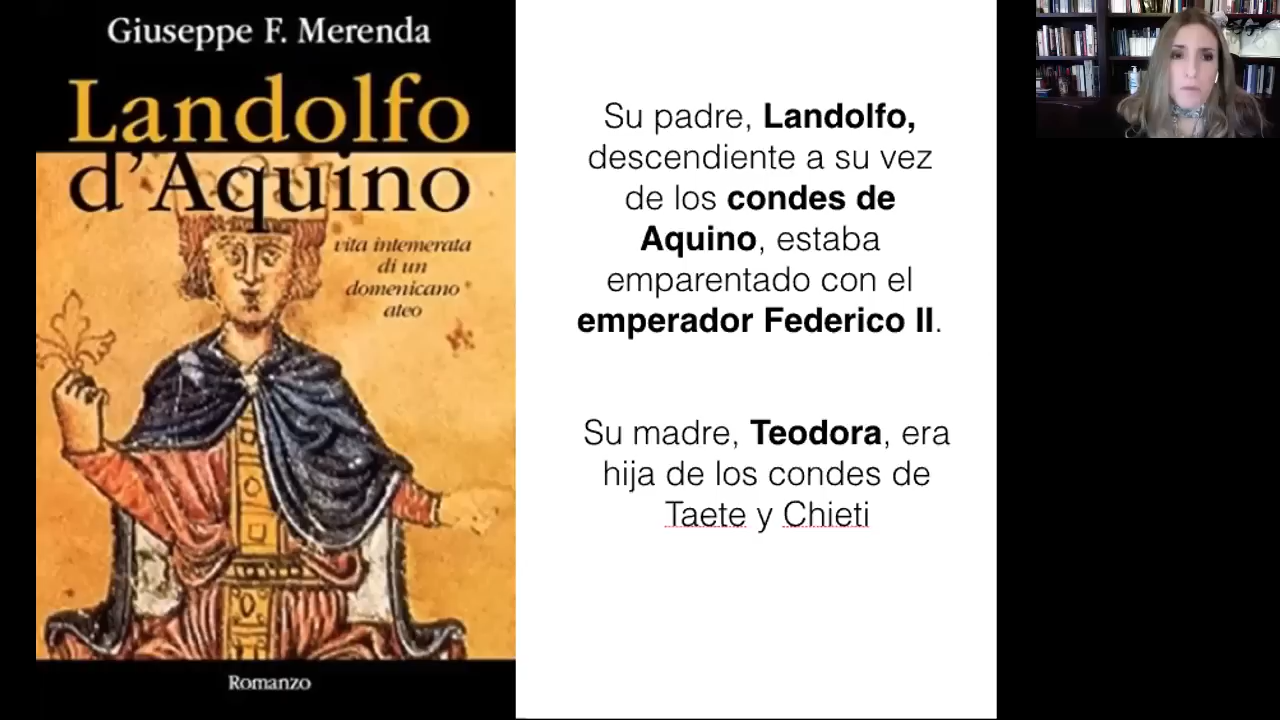 Giuseppe F. Merenda
Landolfo
d'Aquino
vita intemerata
di un
domenicano
ateo
Romanzo
Su padre, Landolfo,
descendiente a su vez
de los condes de
Aquino, estaba
emparentado con el
emperador Federico II.
Su madre, Teodora, era
hija de los condes de
Taete y Chieti